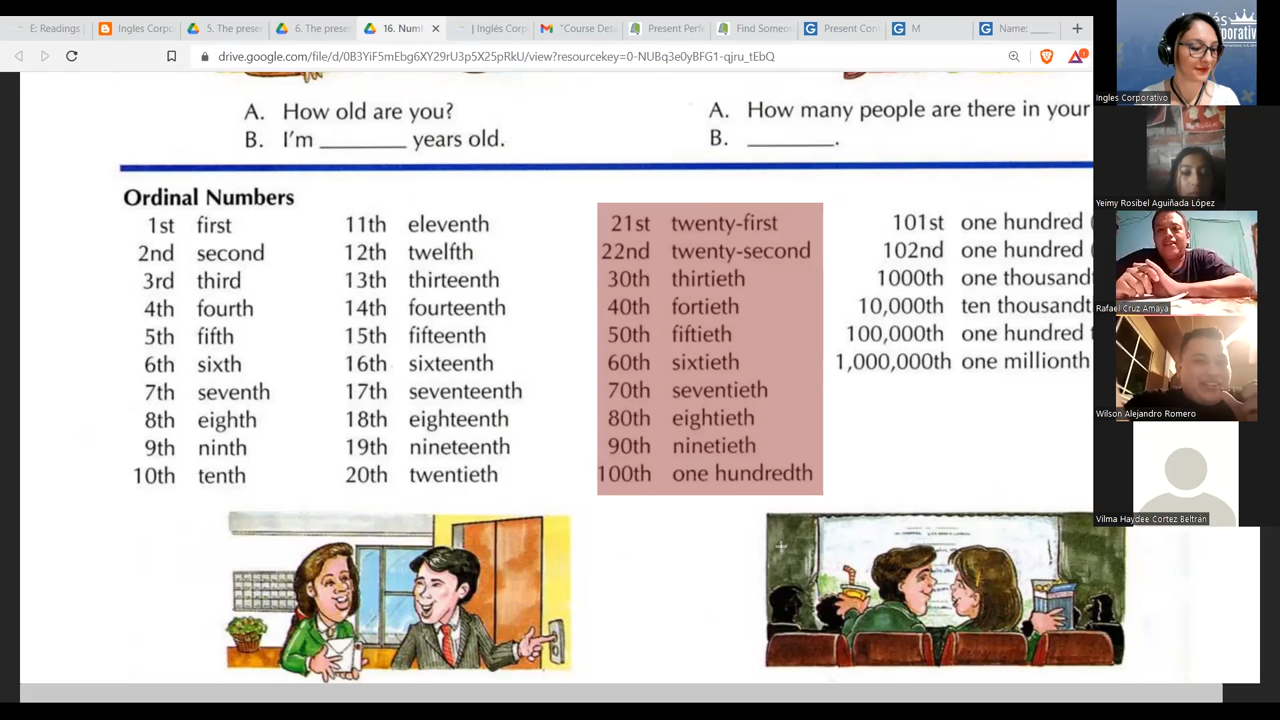 E: Readings
Ingles Corp
5. The prese
6. The prese
16. Num
Inglés Corp
"Course Det
Present Perf
Find Someo
Present Con
M
Name: ____
drive.google.com/file/d/0B3YiF5mEbg6XY29rU3p5X25pRkU/view?resourcekey=0-NUBq3e0yBFG1-qjru_tEbQ
A. How old are you?
B. I'm ________ years old.
A. How many people are there in your
B. ________.
Ordinal Numbers
1st first
2nd second
3rd third
4th fourth
5th fifth
6th sixth
7th seventh
8th eighth
9th ninth
10th tenth
11th eleventh
12th twelfth
13th thirteenth
14th fourteenth
15th fifteenth
16th sixteenth
17th seventeenth
18th eighteenth
19th nineteenth
20th twentieth
21st twenty-first
22nd twenty-second
30th thirtieth
40th fortieth
50th fiftieth
60th sixtieth
70th seventieth
80th eightieth
90th ninetieth
100th one hundredth
101st one hundred
102nd one hundred
1000th one thousandt
10,000th ten thousandt
100,000th one hundred
1,000,000th one millionth
Ingles Corporativo
Yeimy Rosibel Aguiñada López
Rafael Cruz Amaya
Wilson Alejandro Romero
Vilma Haydee Cortez Beltrán